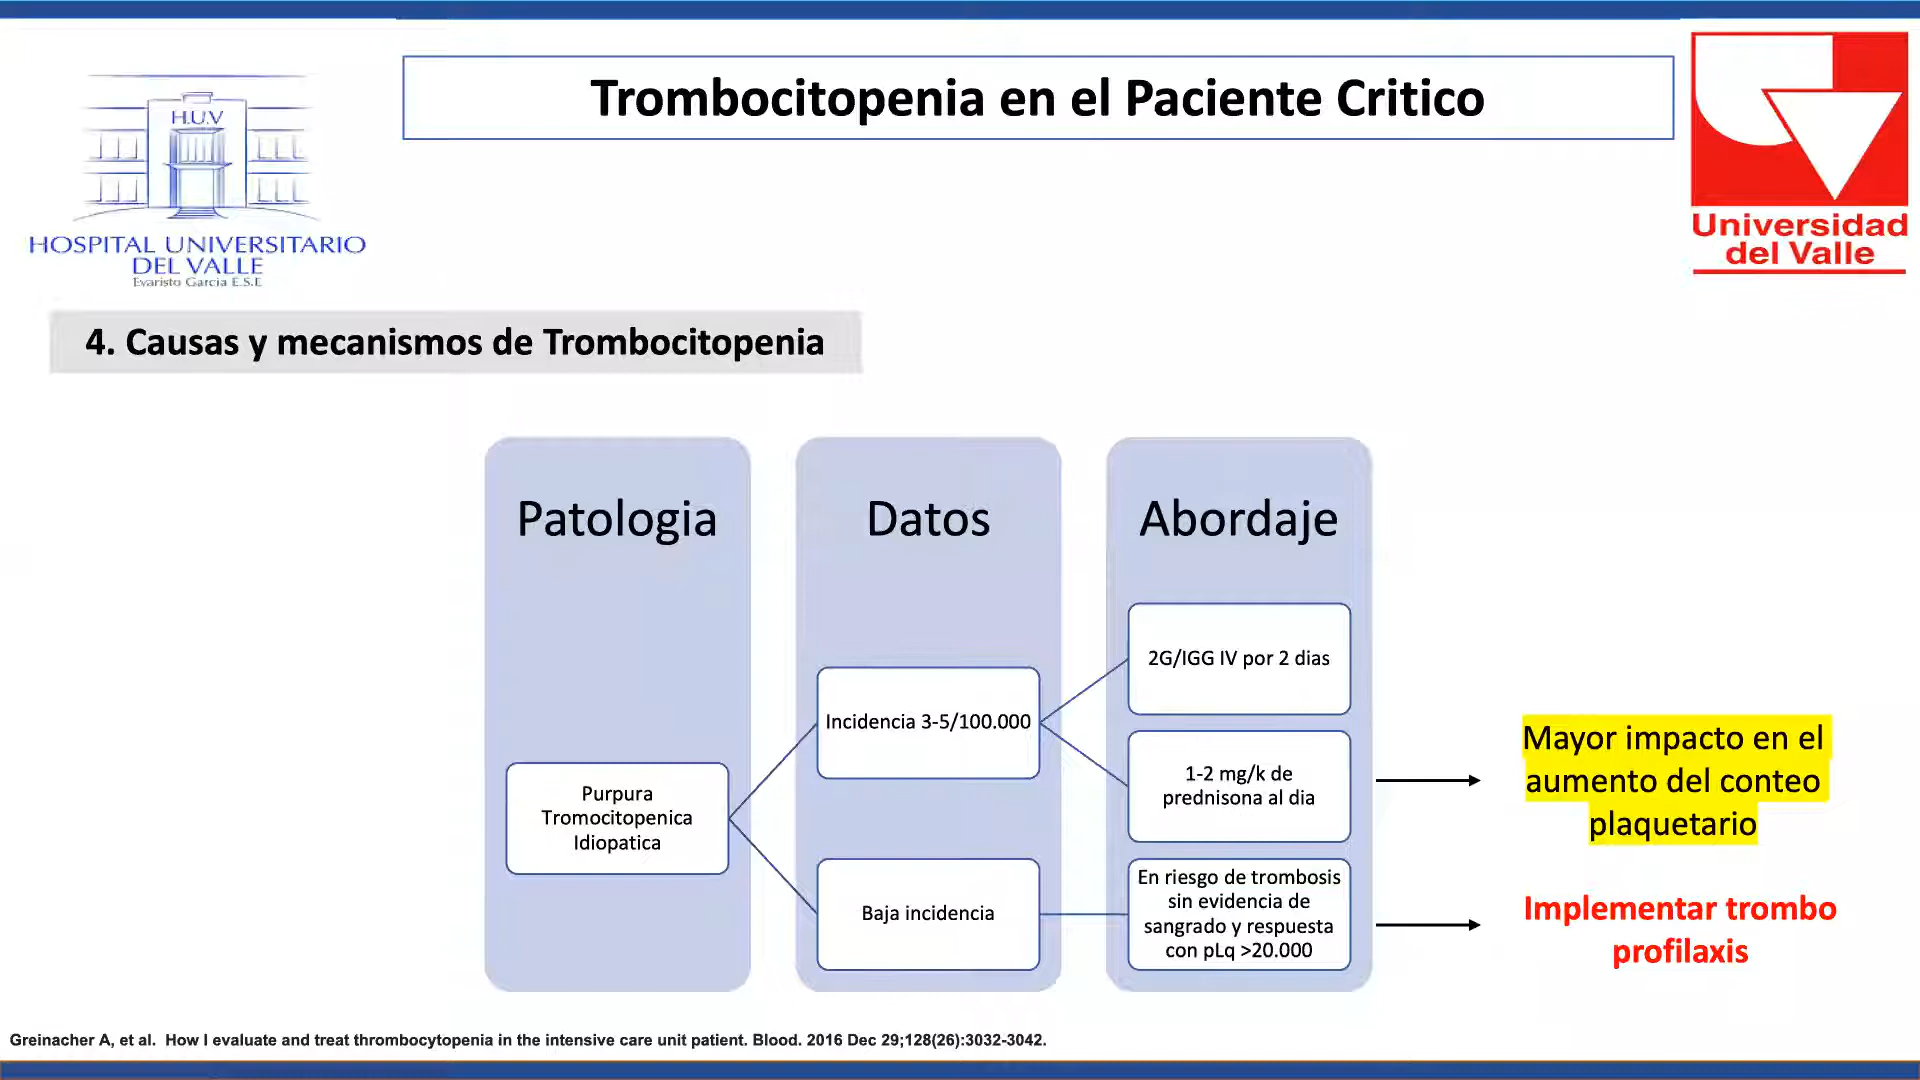 Trombocitopenia en el Paciente Critico
H.U.V
HOSPITAL UNIVERSITARIO
DEL VALLE
Evaristo Garcia E.S.E
Universidad
del Valle
4. Causas y mecanismos de Trombocitopenia
Patologia
Datos
Abordaje
Purpura
Tromocitopenica
Idiopatica
Incidencia 3-5/100.000
Baja incidencia
2G/IGG IV por 2 dias
1-2 mg/k de
prednisona al dia
En riesgo de trombosis
sin evidencia de
sangrado y respuesta
con pLq >20.000
Mayor impacto en el
aumento del conteo
plaquetario
Implementar trombo
profilaxis
Greinacher A, et al. How I evaluate and treat thrombocytopenia in the intensive care unit patient. Blood. 2016 Dec 29;128(26):3032-3042.